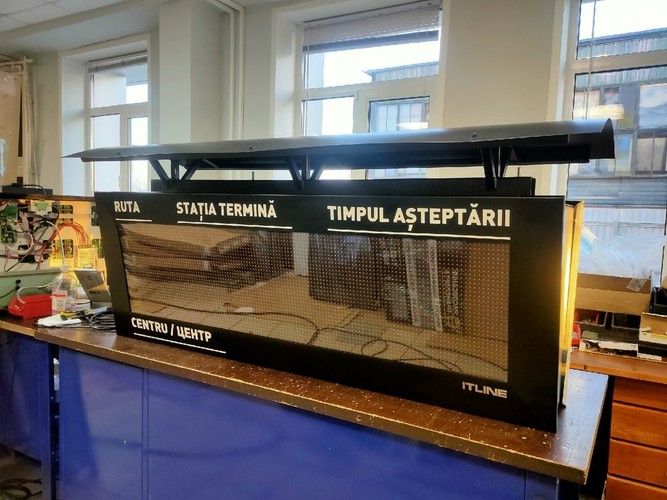 RUTA
STAȚIA TERMINĂ
TIMPUL AȘTEPTĂRII
CENTRU / ЦЕНТР
ITLINE